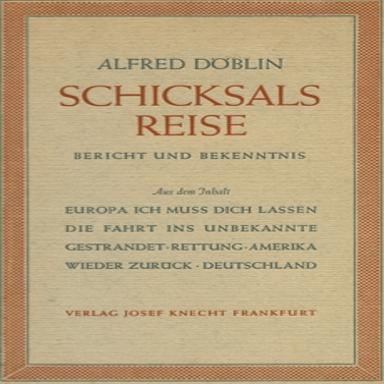 ALFRED DÖBLIN
SCHICKSALS
REISE
BERICHT UND BEKENNTNIS
Aus dem Inhalt
EUROPA ICH MUSS DICH LASSEN
DIE FAHRT INS UNBEKANNTE
GESTRANDET·RETTUNG·AMERIKA
WIEDER ZURÜCK·DEUTSCHLAND
VERLAG JOSEF KNECHT FRANKFURT